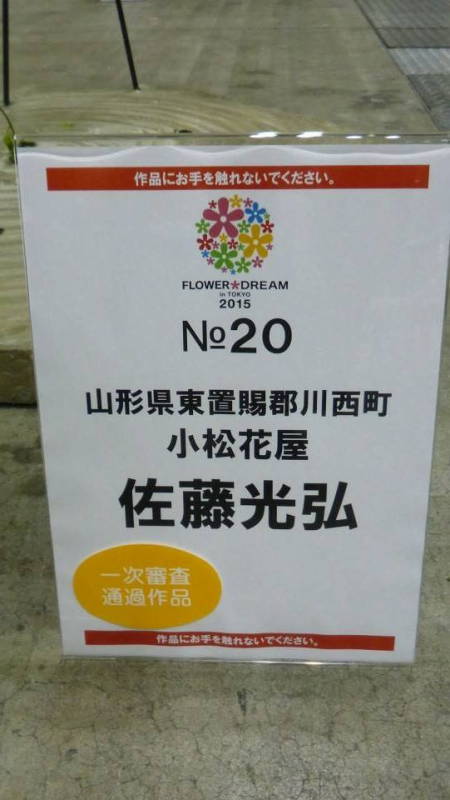 作品にお手を触れないでください。
FLOWER★DREAM
in TOKYO
2015
№20
山形県東置賜郡川西町
小松花屋
佐藤光弘
一次審査
通過作品
作品にお手を触れないでください。